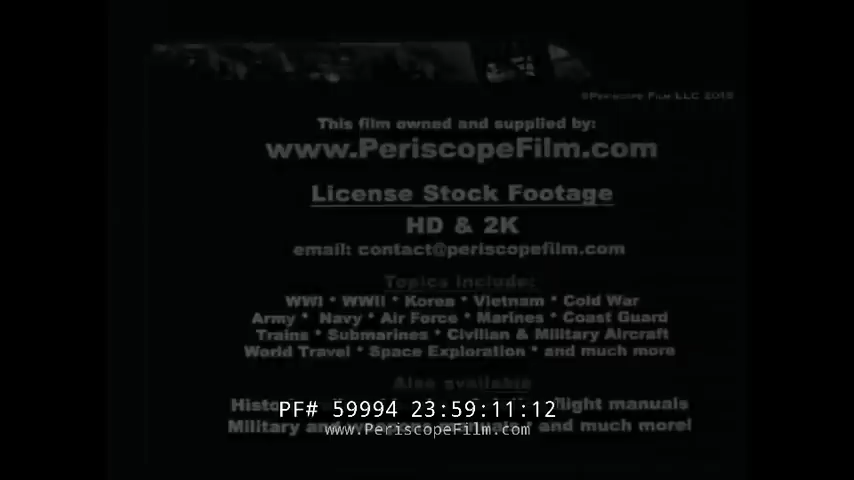 ©Periscope Film LLC 2018
This film owned and supplied by:
www.PeriscopeFilm.com
License Stock Footage
HD & 2K
email: contact@periscopefilm.com
Topics include:
WWI * WWII * Korea * Vietnam * Cold War
Army * Navy * Air Force * Marines * Coast Guard
Trains * Submarines * Civilian & Military Aircraft
World Travel * Space Exploration * and much more
Also available
flight manuals
PF# 59994 23:59:11:12
Military and * and much more!
www.PeriscopeFilm.com